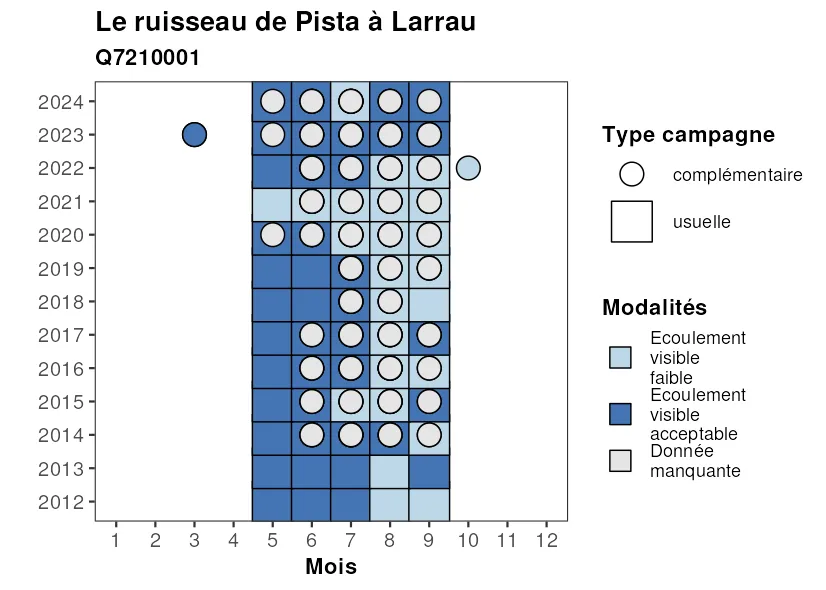 Le ruisseau de Pista à Larrau
Q7210001
2024
2023
2022
2021
2020
2019
2018
2017
2016
2015
2014
2013
2012
1 2 3 4 5 6 7 8 9 10 11 12
Mois
Type campagne
complémentaire
usuelle
Modalités
Ecoulement
visible
faible
Ecoulement
visible
acceptable
Donnée
manquante